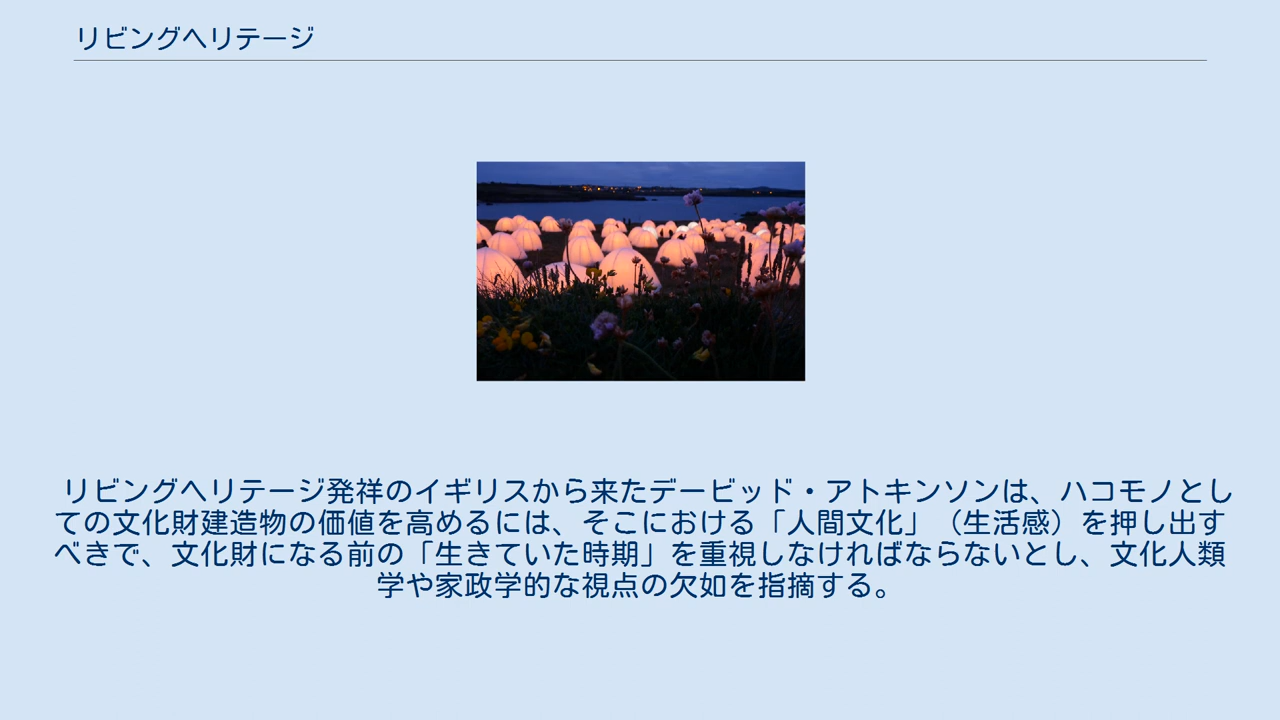 リビングヘリテージ
リビングヘリテージ発祥のイギリスから来たデービッド・アトキンソンは、ハコモノとし
ての文化財建造物の価値を高めるには、そこにおける「人間文化」（生活感）を押し出す
べきで、文化財になる前の「生きていた時期」を重視しなければならないとし、文化人類
学や家政学的な視点の欠如を指摘する。